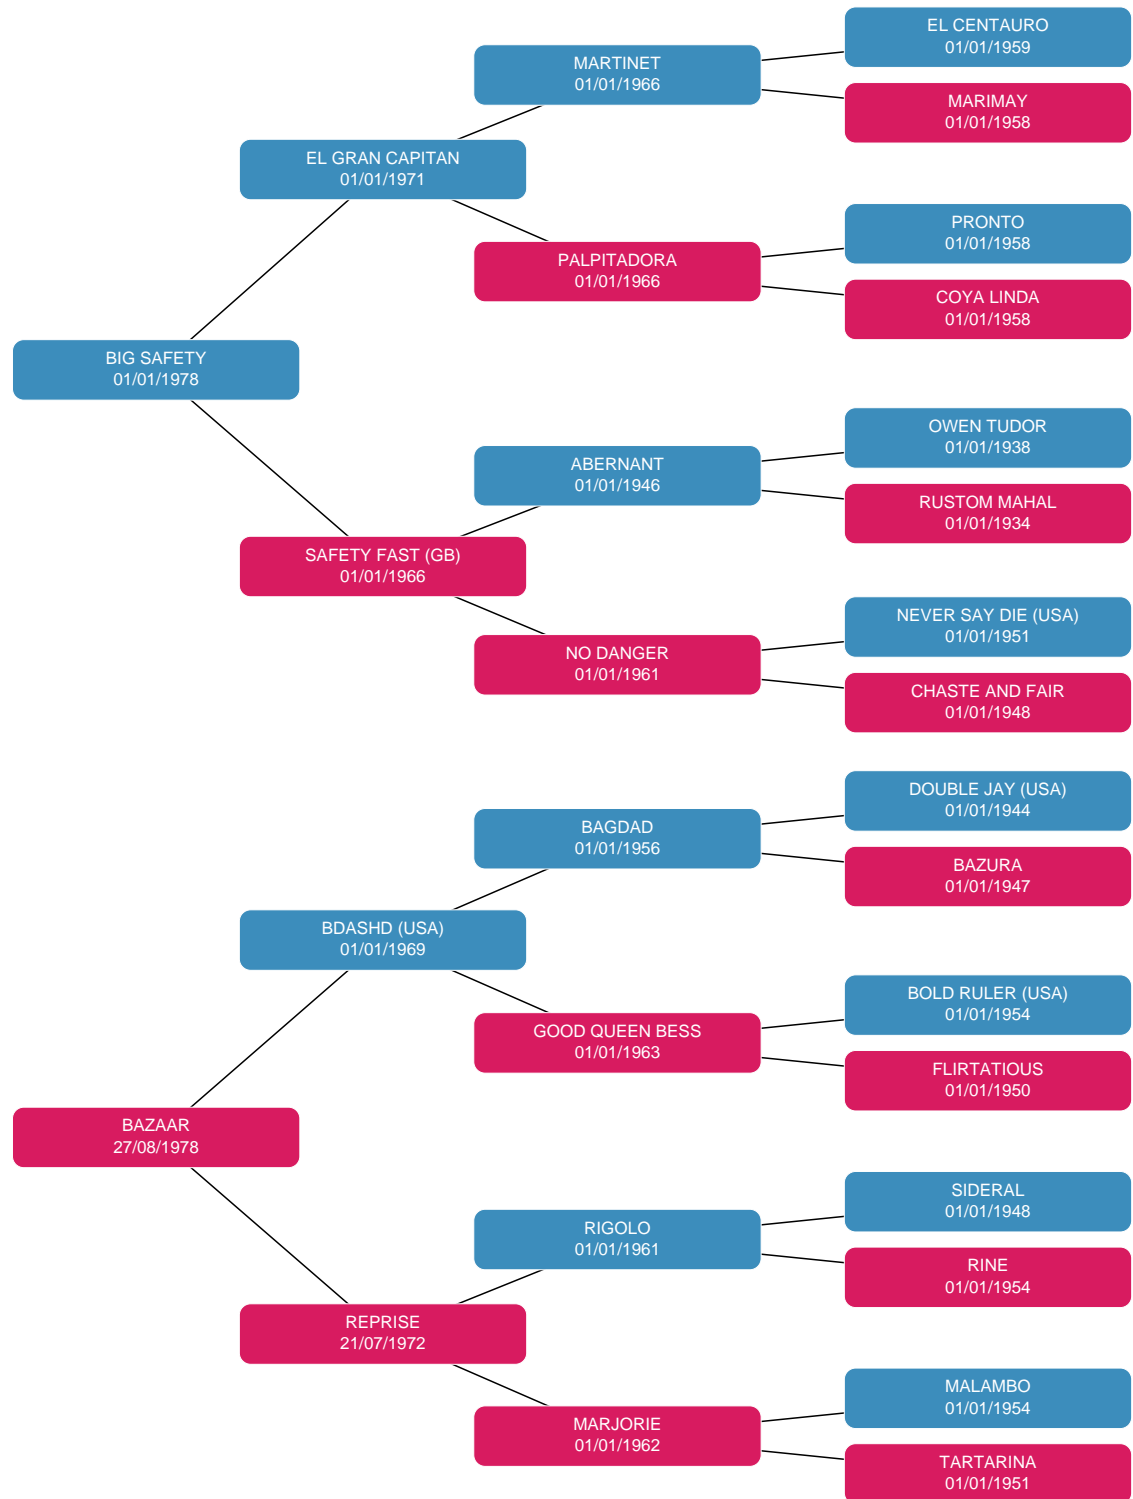 EL CENTAURO
01/01/1959
MARTINET
01/01/1966
MARIMAY
01/01/1958
EL GRAN CAPITAN
01/01/1971
PRONTO
01/01/1958
PALPITADORA
01/01/1966
COYA LINDA
01/01/1958
BIG SAFETY
01/01/1978
OWEN TUDOR
01/01/1938
ABERNANT
01/01/1946
RUSTOM MAHAL
01/01/1934
SAFETY FAST (GB)
01/01/1966
NEVER SAY DIE (USA)
01/01/1951
NO DANGER
01/01/1961
CHASTE AND FAIR
01/01/1948
DOUBLE JAY (USA)
01/01/1944
BAGDAD
01/01/1956
BAZURA
01/01/1947
BDASHD (USA)
01/01/1969
BOLD RULER (USA)
01/01/1954
GOOD QUEEN BESS
01/01/1963
FLIRTATIOUS
01/01/1950
BAZAAR
27/08/1978
SIDERAL
01/01/1948
RIGOLO
01/01/1961
RINE
01/01/1954
REPRISE
21/07/1972
MALAMBO
01/01/1954
MARJORIE
01/01/1962
TARTARINA
01/01/1951